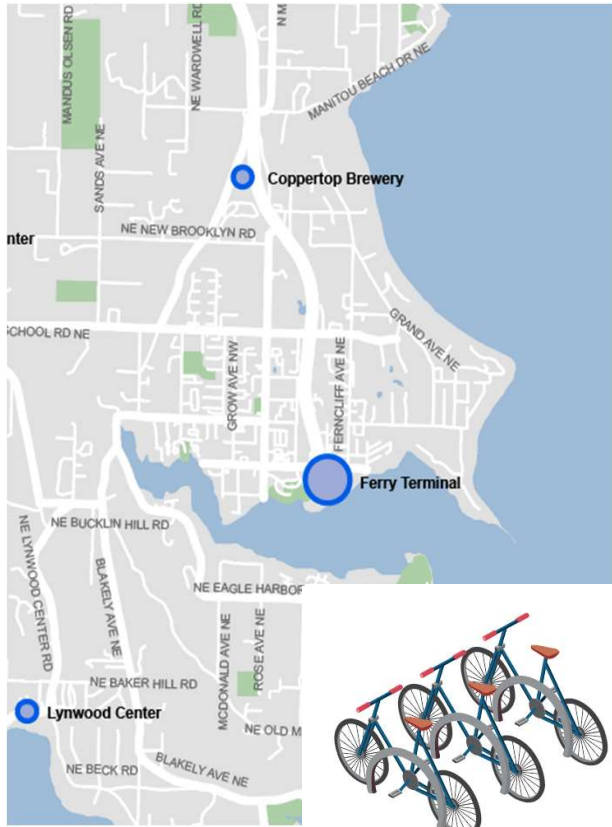 MANDUS OLSEN RD
NE WARDWELL RD
NE M
MANITOU BEACH DR NE
SANDS AVE NE
Coppertop Brewery
NE NEW BROOKLYN RD
nter
GRAND AVE NE
SCHOOL RD NE
GROW AVE NW
FERNCLIFF AVE NE
Ferry Terminal
NE BUCKLIN HILL RD
NE LYNWOOD CENTER RD
BLAKELY AVE NE
NE EAGLE HARBOR
MCDONALD AVE NE
ROSE AVE NE
NE BAKER HILL RD
Lynwood Center
NE OLD M
NE BECK RD
BLAKELY AVE NE